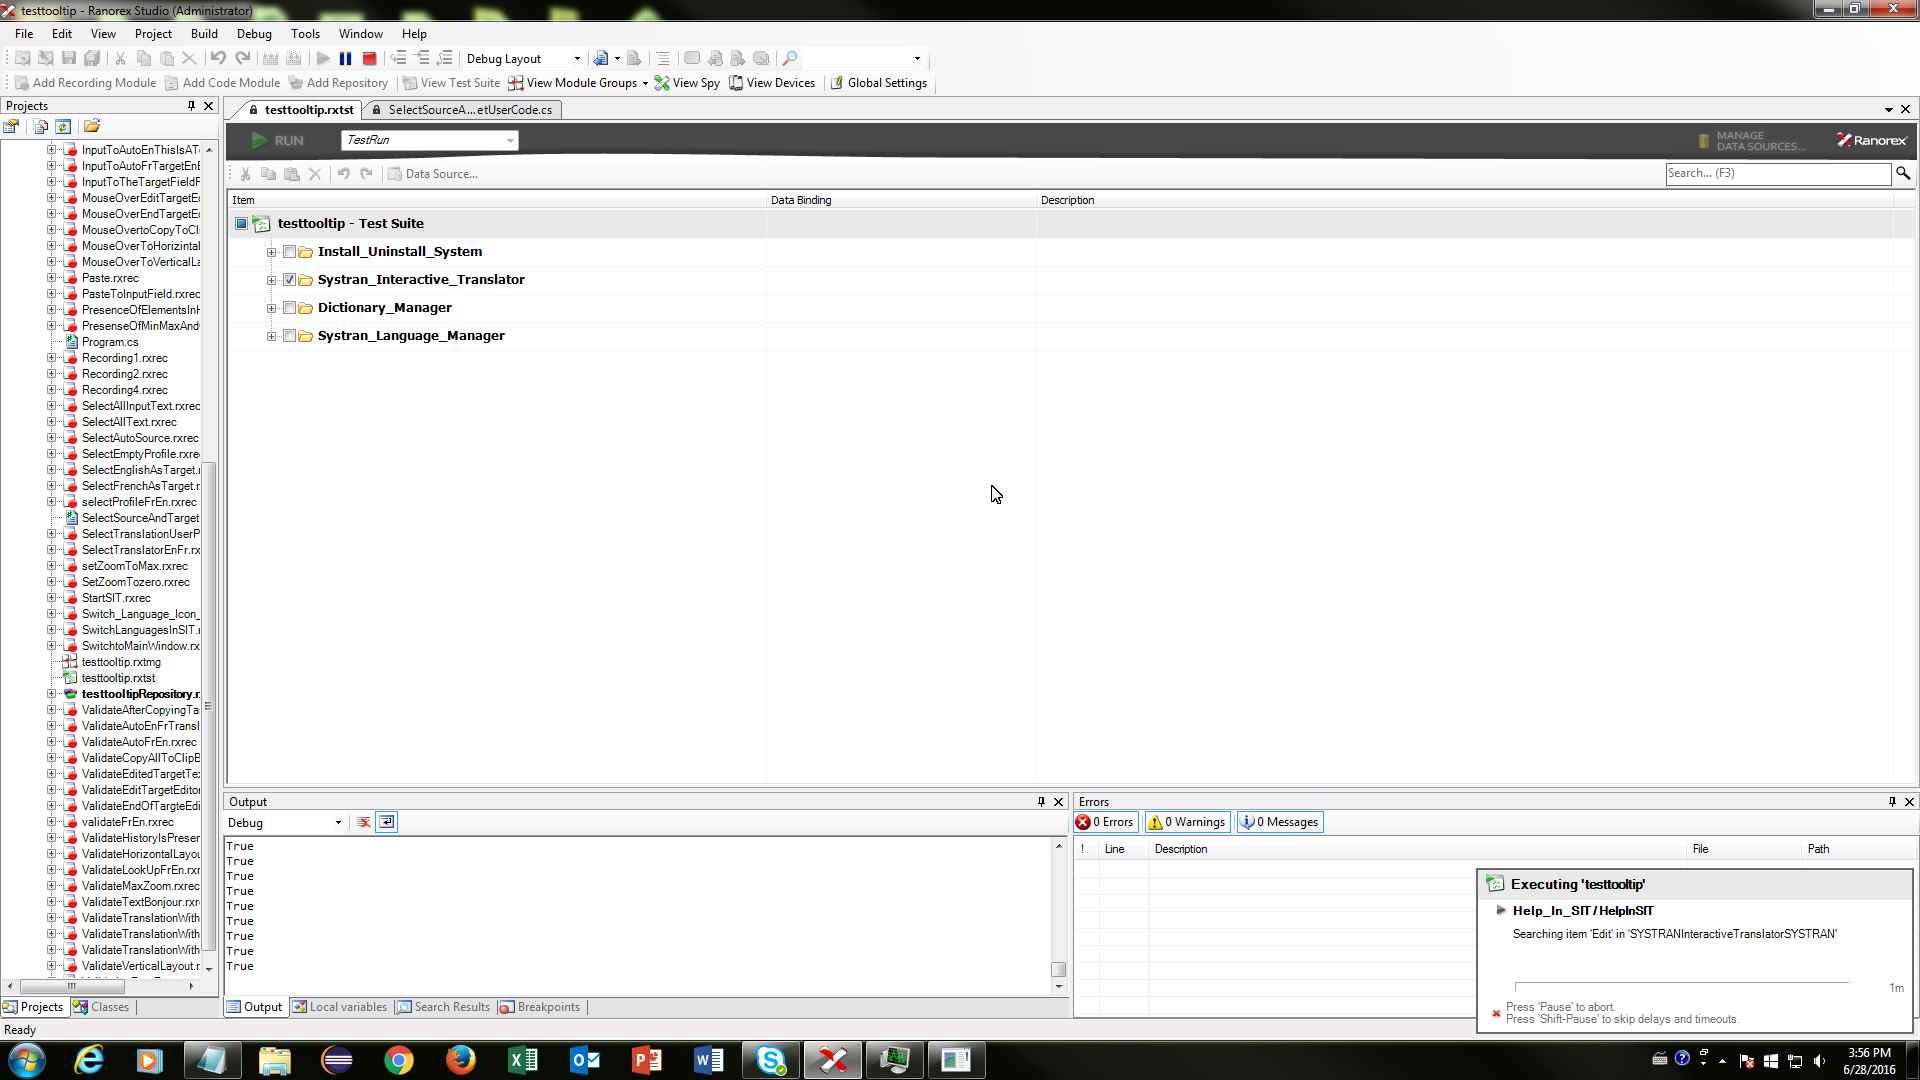 testtooltip - Ranorex Studio (Administrator)
File Edit View Project Build Debug Tools Window Help
Debug Layout
Add Recording Module Add Code Module Add Repository View Test Suite View Module Groups View Spy View Devices Global Settings
Projects
testtooltip.rxtst SelectSourceA...etUserCode.cs
RUN TestRun MANAGE DATA SOURCES... Ranorex
Data Source... Search... (F3)
Item Data Binding Description
testtooltip - Test Suite
Install_Uninstall_System
Systran_Interactive_Translator
Dictionary_Manager
Systran_Language_Manager
InputToAutoEnThisIsAT
InputToAutoFrTargetEnE
InputToTheTargetFieldF
MouseOverEditTargetEd
MouseOverEndTargetEd
MouseOvertoCopyToCli
MouseOverToHorizintal
MouseOverToVerticalLa
Paste.rxrec
PasteToInputField.rxrec
PresenceOfElementsInH
PresenseOfMinMaxAnd
Program.cs
Recording1.rxrec
Recording2.rxrec
Recording4.rxrec
SelectAllInputText.rxrec
SelectAllText.rxrec
SelectAutoSource.rxrec
SelectEmptyProfile.rxre
SelectEnglishAsTarget.r
SelectFrenchAsTarget.r
selectProfileFrEn.rxrec
SelectSourceAndTarget
SelectTranslationUserP
SelectTranslatorEnFr.rx
setZoomToMax.rxrec
SetZoomTozero.rxrec
StartSIT.rxrec
Switch_Language_Icon_
SwitchLanguagesInSIT.r
SwitchtoMainWindow.rx
testtooltip.rxtmg
testtooltip.rxtst
testtooltipRepository.r
ValidateAfterCopyingTa
ValidateAutoEnFrTransl
ValidateAutoFrEn.rxrec
ValidateCopyAllToClipB
ValidateEditedTargetTe
ValidateEditTargetEditor
ValidateEndOfTargteEdi
validateFrEn.rxrec
ValidateHistoryIsPreser
ValidateHorizontalLayou
ValidateLookUpFrEn.rxr
ValidateMaxZoom.rxrec
ValidateTextBonjour.rxr
ValidateTranslationWith
ValidateTranslationWith
ValidateTranslationWith
ValidateVerticalLayout.r
Projects Classes
Output
Debug
True
True
True
True
True
True
True
True
True
Output Local variables Search Results Breakpoints
Errors
0 Errors 0 Warnings 0 Messages
! Line Description File Path
Executing 'testtooltip'
Help_In_SIT / HelpInSIT
Searching item 'Edit' in 'SYSTRANInteractiveTranslatorSYSTRAN'
1m
Press 'Pause' to abort.
Press 'Shift-Pause' to skip delays and timeouts.
Ready
3:56 PM
6/28/2016